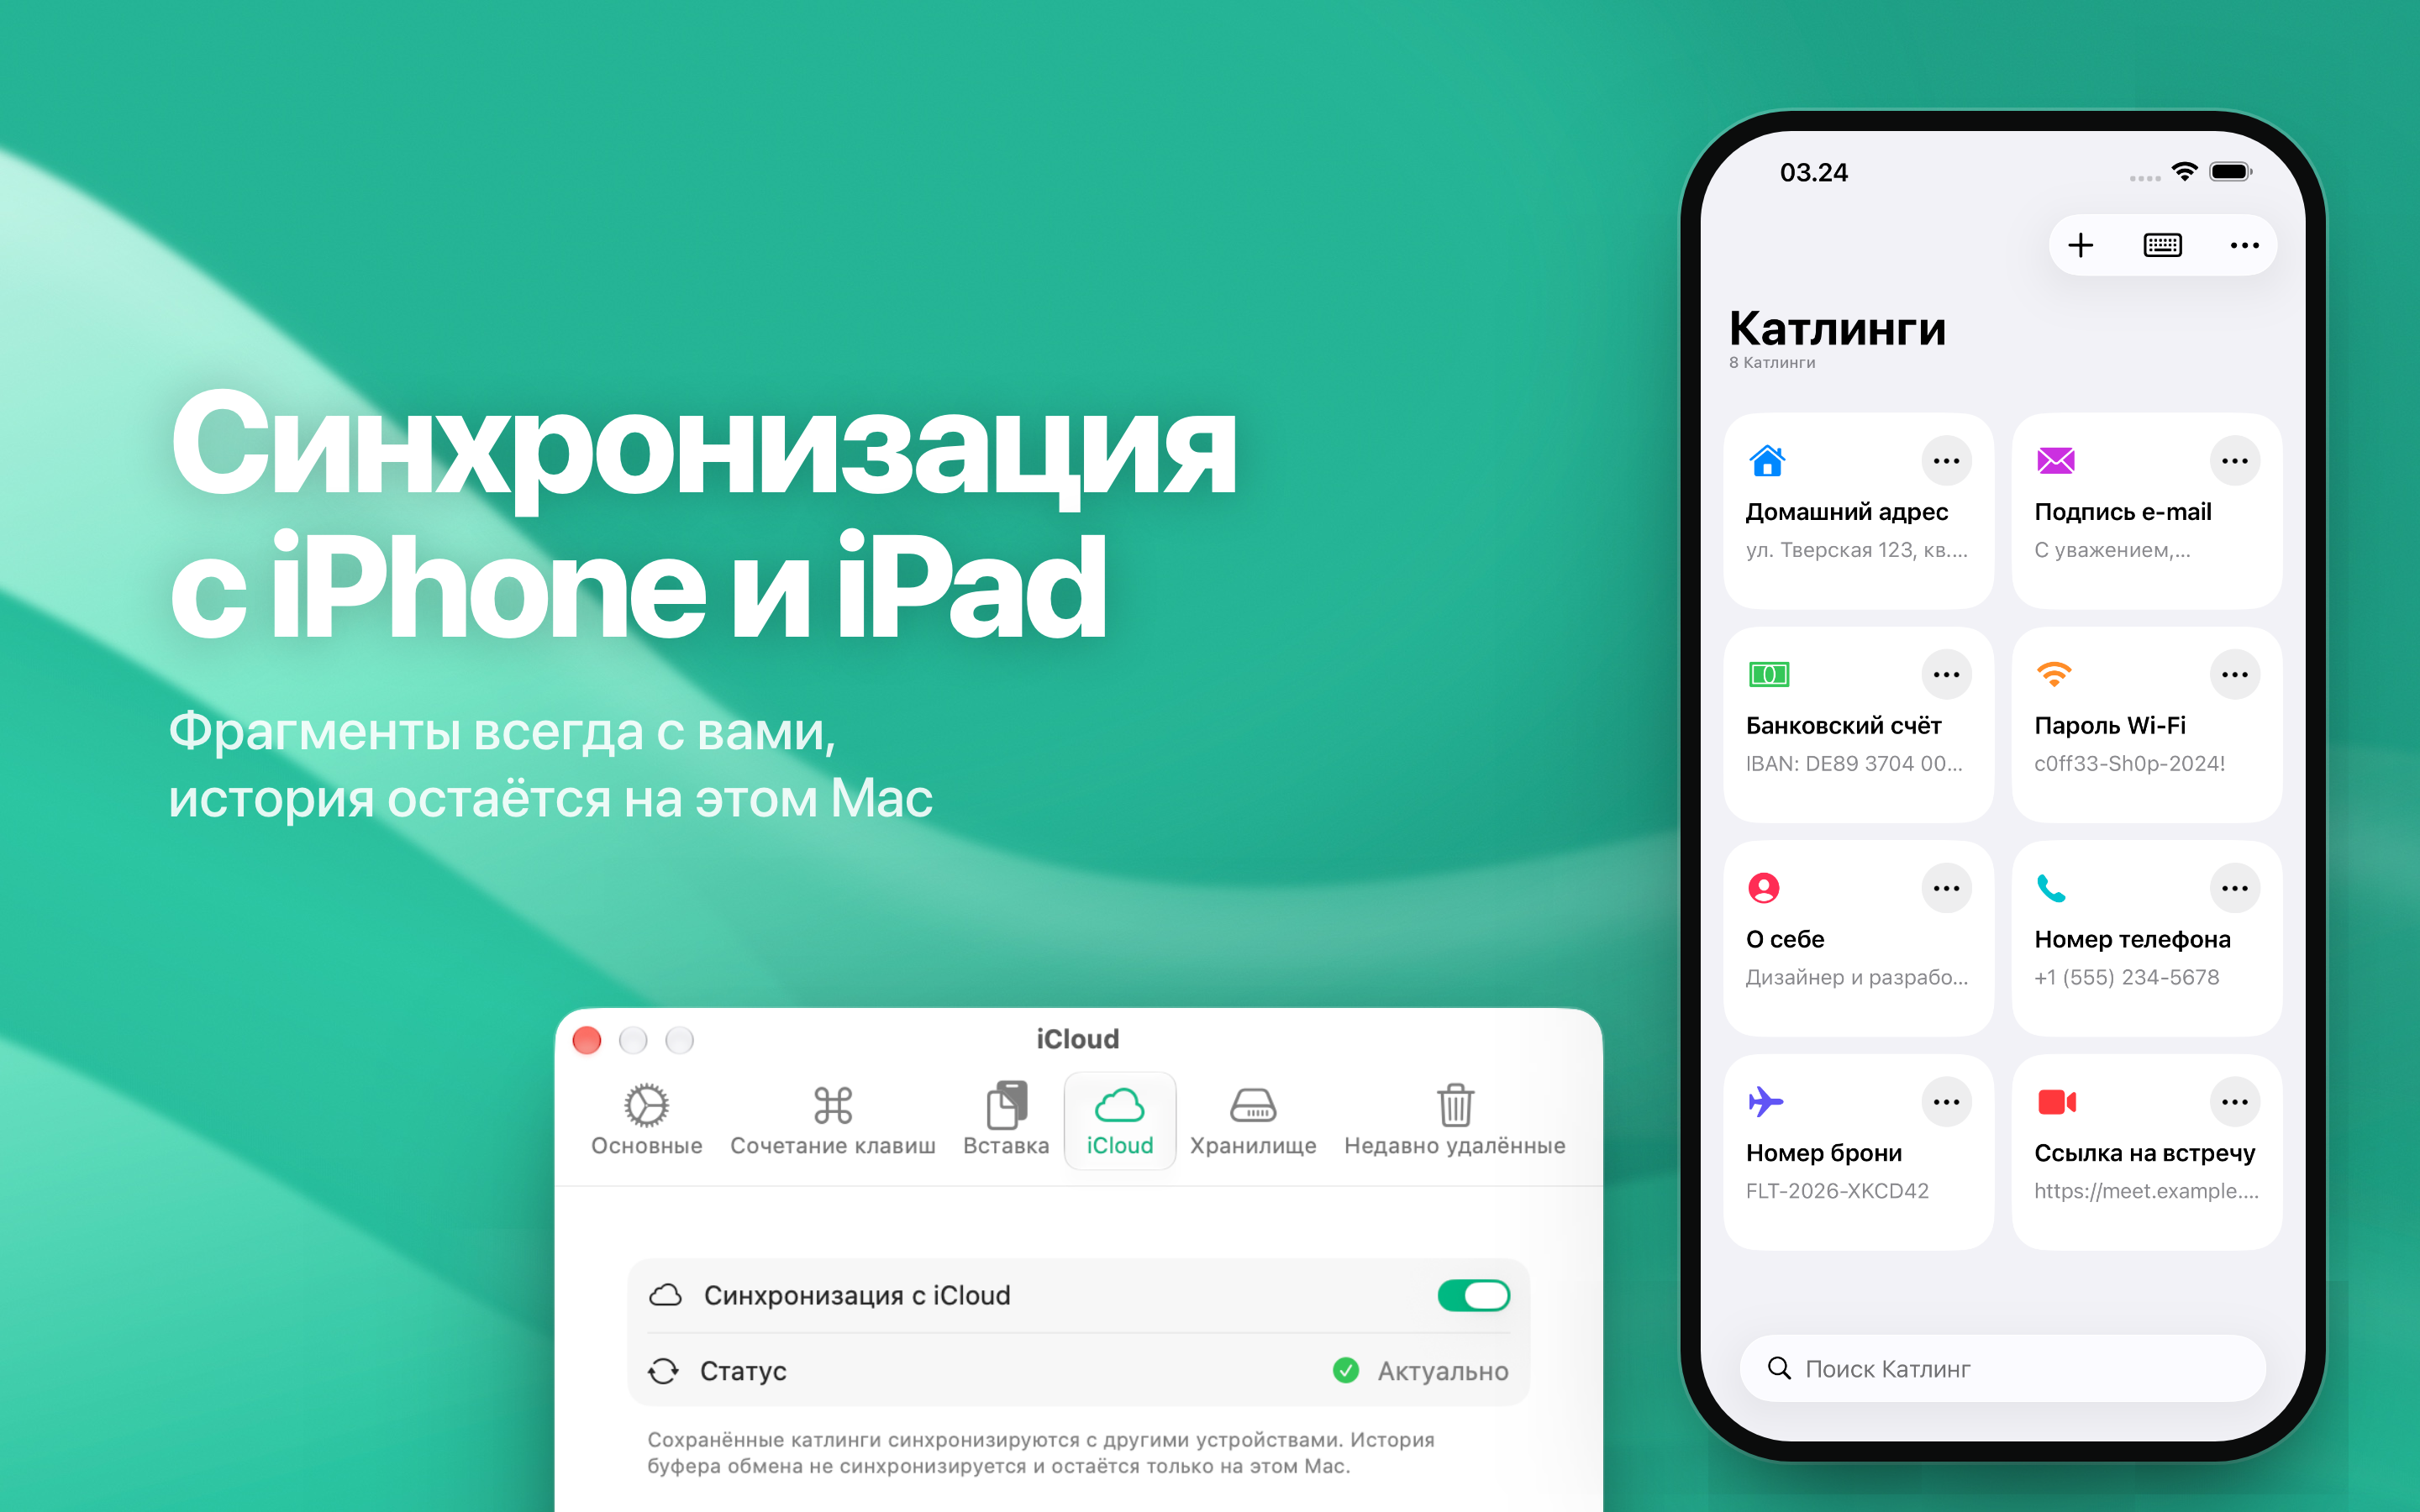 Синхронизация
с iPhone и iPad
Фрагменты всегда с вами,
история остаётся на этом Mac
iCloud
Основные
Сочетание клавиш
Вставка
iCloud
Хранилище
Недавно удалённые
Синхронизация с iCloud
Статус
Актуально
Сохранённые катлинги синхронизируются с другими устройствами. История
буфера обмена не синхронизируется и остаётся только на этом Mac.
03.24
Катлинги
8 Катлинги
Домашний адрес
ул. Тверская 123, кв....
Подпись e-mail
С уважением,...
Банковский счёт
IBAN: DE89 3704 00...
Пароль Wi-Fi
c0ff33-Sh0p-2024!
О себе
Дизайнер и разрабо...
Номер телефона
+1 (555) 234-5678
Номер брони
FLT-2026-XKCD42
Ссылка на встречу
https://meet.example....
Поиск Катлинг